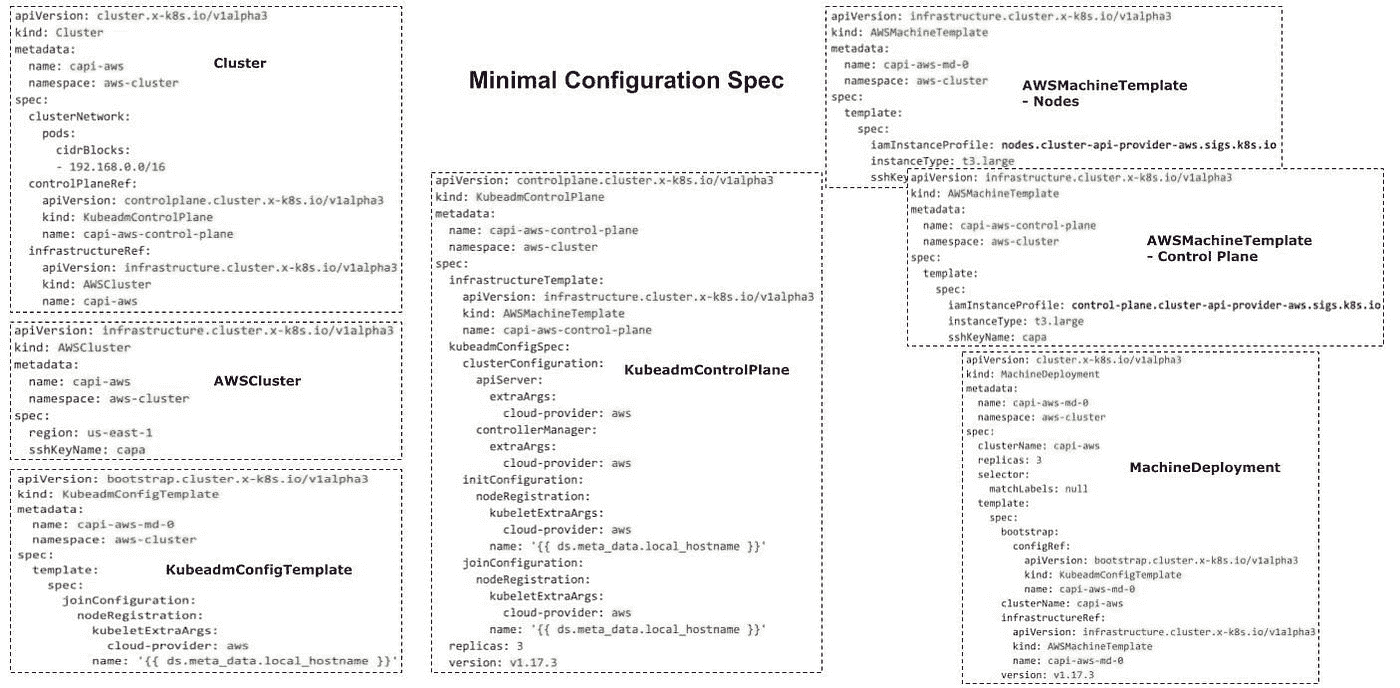 apiVersion: cluster.x-k8s.io/v1alpha3
kind: Cluster
metadata:
  name: capi-aws
  namespace: aws-cluster
spec:
  clusterNetwork:
    pods:
      cidrBlocks:
      - 192.168.0.0/16
  controlPlaneRef:
    apiVersion: controlplane.cluster.x-k8s.io/v1alpha3
    kind: KubeadmControlPlane
    name: capi-aws-control-plane
  infrastructureRef:
    apiVersion: infrastructure.cluster.x-k8s.io/v1alpha3
    kind: AWSCluster
    name: capi-aws
Cluster
apiVersion: infrastructure.cluster.x-k8s.io/v1alpha3
kind: AWSCluster
metadata:
  name: capi-aws
  namespace: aws-cluster
spec:
  region: us-east-1
  sshKeyName: capa
AWSCluster
apiVersion: bootstrap.cluster.x-k8s.io/v1alpha3
kind: KubeadmConfigTemplate
metadata:
  name: capi-aws-md-0
  namespace: aws-cluster
spec:
  template:
    spec:
      joinConfiguration:
        nodeRegistration:
          kubeletExtraArgs:
            cloud-provider: aws
          name: '{{ ds.meta_data.local_hostname }}'
KubeadmConfigTemplate
Minimal Configuration Spec
apiVersion: controlplane.cluster.x-k8s.io/v1alpha3
kind: KubeadmControlPlane
metadata:
  name: capi-aws-control-plane
  namespace: aws-cluster
spec:
  infrastructureTemplate:
    apiVersion: infrastructure.cluster.x-k8s.io/v1alpha3
    kind: AWSMachineTemplate
    name: capi-aws-control-plane
  kubeadmConfigSpec:
    clusterConfiguration:
      apiServer:
        extraArgs:
          cloud-provider: aws
      controllerManager:
        extraArgs:
          cloud-provider: aws
    initConfiguration:
      nodeRegistration:
        kubeletExtraArgs:
          cloud-provider: aws
        name: '{{ ds.meta_data.local_hostname }}'
    joinConfiguration:
      nodeRegistration:
        kubeletExtraArgs:
          cloud-provider: aws
        name: '{{ ds.meta_data.local_hostname }}'
  replicas: 3
  version: v1.17.3
KubeadmControlPlane
apiVersion: infrastructure.cluster.x-k8s.io/v1alpha3
kind: AWSMachineTemplate
metadata:
  name: capi-aws-md-0
  namespace: aws-cluster
spec:
  template:
    spec:
      iamInstanceProfile: nodes.cluster-api-provider-aws.sigs.k8s.io
      instanceType: t3.large
      sshKey
AWSMachineTemplate
- Nodes
apiVersion: infrastructure.cluster.x-k8s.io/v1alpha3
kind: AWSMachineTemplate
metadata:
  name: capi-aws-control-plane
  namespace: aws-cluster
spec:
  template:
    spec:
      iamInstanceProfile: control-plane.cluster-api-provider-aws.sigs.k8s.io
      instanceType: t3.large
      sshKeyName: capa
AWSMachineTemplate
- Control Plane
apiVersion: cluster.x-k8s.io/v1alpha3
kind: MachineDeployment
metadata:
  name: capi-aws-md-0
  namespace: aws-cluster
spec:
  clusterName: capi-aws
  replicas: 3
  selector:
    matchLabels: null
  template:
    spec:
      bootstrap:
        configRef:
          apiVersion: bootstrap.cluster.x-k8s.io/v1alpha3
          kind: KubeadmConfigTemplate
          name: capi-aws-md-0
      clusterName: capi-aws
      infrastructureRef:
        apiVersion: infrastructure.cluster.x-k8s.io/v1alpha3
        kind: AWSMachineTemplate
        name: capi-aws-md-0
      version: v1.17.3
MachineDeployment